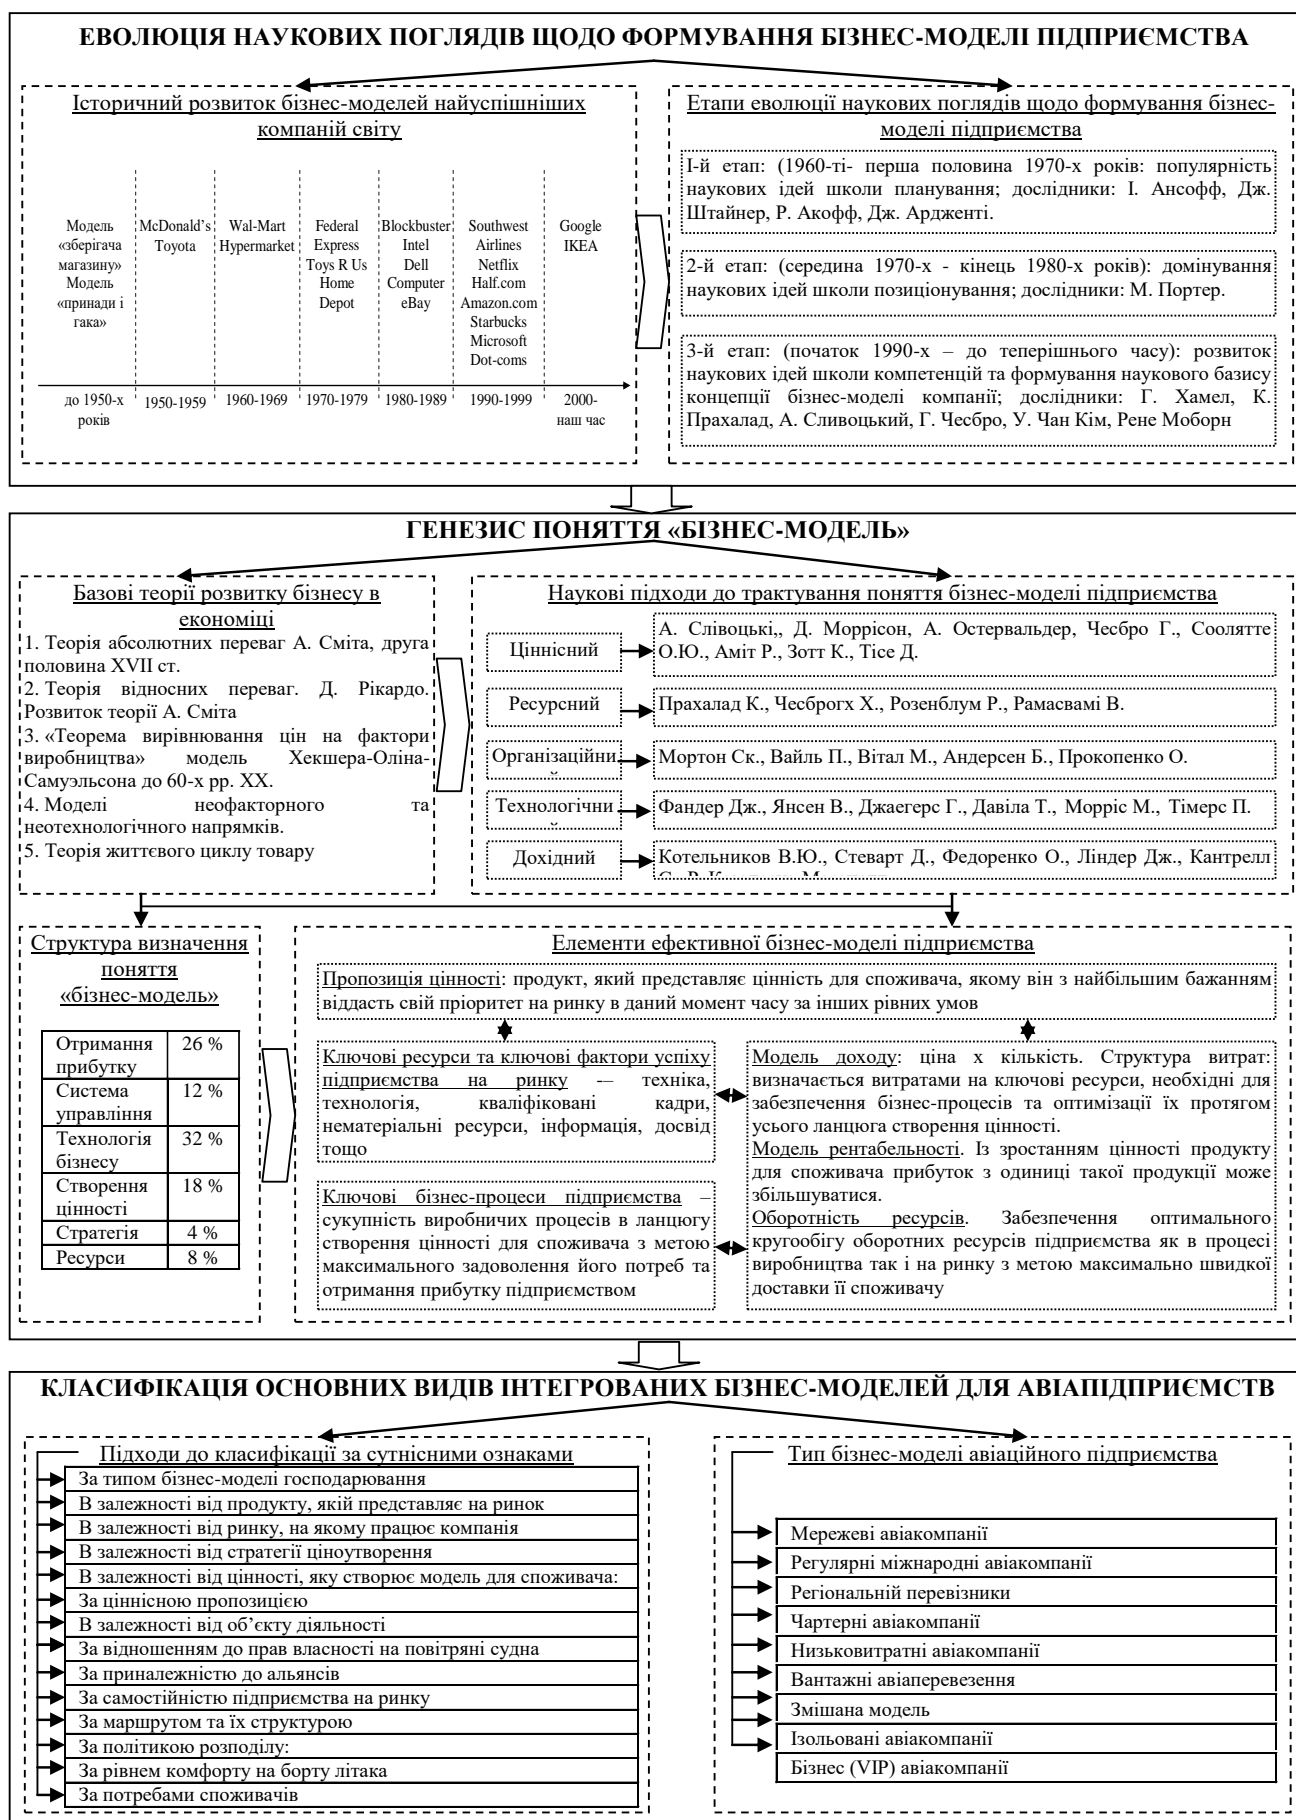 ЕВОЛЮЦІЯ НАУКОВИХ ПОГЛЯДІВ ЩОДО ФОРМУВАННЯ БІЗНЕС-МОДЕЛІ ПІДПРИЄМСТВА
Історичний розвиток бізнес-моделей найуспішніших
компаній світу
Модель
«зберігача
магазину»
Модель
«принади і
гака»
McDonald's
Toyota
Wal-Mart
Hypermarket
Federal
Express
Toys R Us
Home
Depot
Blockbuster
Intel
Dell
Computer
eBay
Southwest
Airlines
Netflix
Half.com
Amazon.com
Starbucks
Microsoft
Dot-coms
Google
IKEA
до 1950-х
років
1950-1959
1960-1969
1970-1979
1980-1989
1990-1999
2000-
наш час
Етапи еволюції наукових поглядів щодо формування бізнес-
моделі підприємства
І-й етап: (1960-ті- перша половина 1970-х років: популярність
наукових ідей школи планування; дослідники: І. Ансофф, Дж.
Штайнер, Р. Акофф, Дж. Ардженті.
2-й етап: (середина 1970-х - кінець 1980-х років): домінування
наукових ідей школи позиціонування; дослідники: М. Портер.
3-й етап: (початок 1990-х – до теперішнього часу): розвиток
наукових ідей школи компетенцій та формування наукового базису
концепції бізнес-моделі компанії; дослідники: Г. Хамел, К.
Прахалад, А. Сливоцький, Г. Чесбро, У. Чан Кім, Рене Моборн
ГЕНЕЗИС ПОНЯТТЯ «БІЗНЕС-МОДЕЛЬ»
Базові теорії розвитку бізнесу в
економіці
1. Теорія абсолютних переваг А. Сміта, друга
половина XVII ст.
2. Теорія відносних переваг. Д. Рікардо.
Розвиток теорії А. Сміта
3. «Теорема вирівнювання цін на фактори
виробництва» модель Хекшера-Оліна-
Самуэльсона до 60-х рр. XX.
4. Моделі неофакторного та
неотехнологічного напрямків.
5. Теорія життєвого циклу товару
Наукові підходи до трактування поняття бізнес-моделі підприємства
Ціннісний
А. Слівоцькі,, Д. Моррісон, А. Остервальдер, Чесбро Г., Соолятте
О.Ю., Аміт Р., Зотт К., Тісе Д.
Ресурсний
Прахалад К., Чесброгх Х., Розенблум Р., Рамасвамі В.
Організаційни
й
Мортон Ск., Вайль П., Вітал М., Андерсен Б., Прокопенко О.
Технологічни
й
Фандер Дж., Янсен В., Джаегерс Г., Давіла Т., Морріс М., Тімерс П.
Дохідний
Котельников В.Ю., Стеварт Д., Федоренко О., Ліндер Дж., Кантрелл
Структура визначення
поняття
«бізнес-модель»
Отримання
прибутку
26 %
Система
управління
12 %
Технологія
бізнесу
32 %
Створення
цінності
18 %
Стратегія
4 %
Ресурси
8 %
Елементи ефективної бізнес-моделі підприємства
Пропозиція цінності: продукт, який представляє цінність для споживача, якому він з найбільшим бажанням
віддасть свій пріоритет на ринку в даний момент часу за інших рівних умов
Ключові ресурси та ключові фактори успіху
підприємства на ринку -– техніка,
технологія, кваліфіковані кадри,
нематеріальні ресурси, інформація, досвід
тощо
Ключові бізнес-процеси підприємства –
сукупність виробничих процесів в ланцюгу
створення цінності для споживача з метою
максимального задоволення його потреб та
отримання прибутку підприємством
Модель доходу: ціна х кількість. Структура витрат:
визначається витратами на ключові ресурси, необхідні для
забезпечення бізнес-процесів та оптимізації їх протягом
усього ланцюга створення цінності.
Модель рентабельності. Із зростанням цінності продукту
для споживача прибуток з одиниці такої продукції може
збільшуватися.
Оборотність ресурсів. Забезпечення оптимального
кругообігу оборотних ресурсів підприємства як в процесі
виробництва так і на ринку з метою максимально швидкої
доставки її споживачу
КЛАСИФІКАЦІЯ ОСНОВНИХ ВИДІВ ІНТЕГРОВАНИХ БІЗНЕС-МОДЕЛЕЙ ДЛЯ АВІАПІДПРИЄМСТВ
Підходи до класифікації за сутнісними ознаками
За типом бізнес-моделі господарювання
В залежності від продукту, якій представляє на ринок
В залежності від ринку, на якому працює компанія
В залежності від стратегії ціноутворення
В залежності від цінності, яку створює модель для споживача:
За ціннісною пропозицією
В залежності від об'єкту діяльності
За відношенням до прав власності на повітряні судна
За приналежністю до альянсів
За самостійністю підприємства на ринку
За маршрутом та їх структурою
За політикою розподілу:
За рівнем комфорту на борту літака
За потребами споживачів
Тип бізнес-моделі авіаційного підприємства
Мережеві авіакомпанії
Регулярні міжнародні авіакомпанії
Регіональній перевізники
Чартерні авіакомпанії
Низьковитратні авіакомпанії
Вантажні авіаперевезення
Змішана модель
Ізольовані авіакомпанії
Бізнес (VIP) авіакомпанії